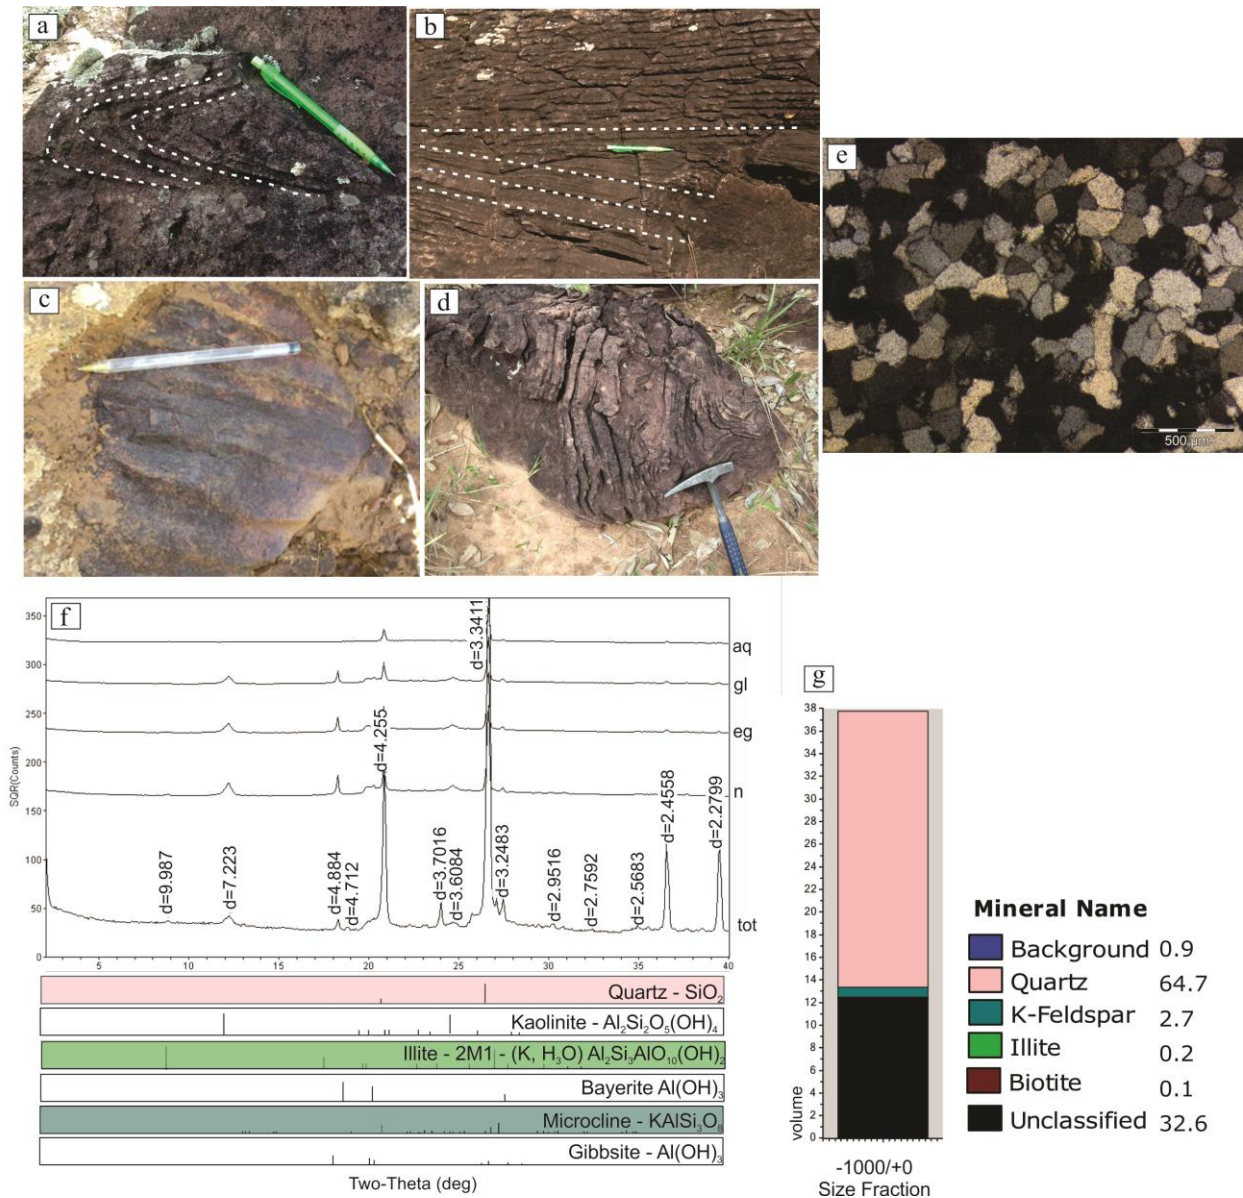 a
b
c
d
e
500 µm
f
SQR(Counts)
350
300
250
200
150
100
50
0
5
10
15
20
25
30
35
40
aq
gl
eg
n
tot
d=9.987
d=7.223
d=4.884
d=4.712
d=4.255
d=3.7016
d=3.6084
d=3.3411
d=3.2483
d=2.9516
d=2.7592
d=2.5683
d=2.4558
d=2.2799
Quartz - SiO₂
Kaolinite - Al₂Si₂O₅(OH)₄
Illite - 2M1 - (K, H₃O) Al₂Si₃AlO₁₀(OH)₂
Bayerite Al(OH)₃
Microcline - KAlSi₃O₈
Gibbsite - Al(OH)₃
Two-Theta (deg)
g
38
36
34
32
30
28
26
24
22
20
18
16
14
12
10
8
6
4
2
0
volume
-1000/+0
Size Fraction
Mineral Name
Background 0.9
Quartz 64.7
K-Feldspar 2.7
Illite 0.2
Biotite 0.1
Unclassified 32.6